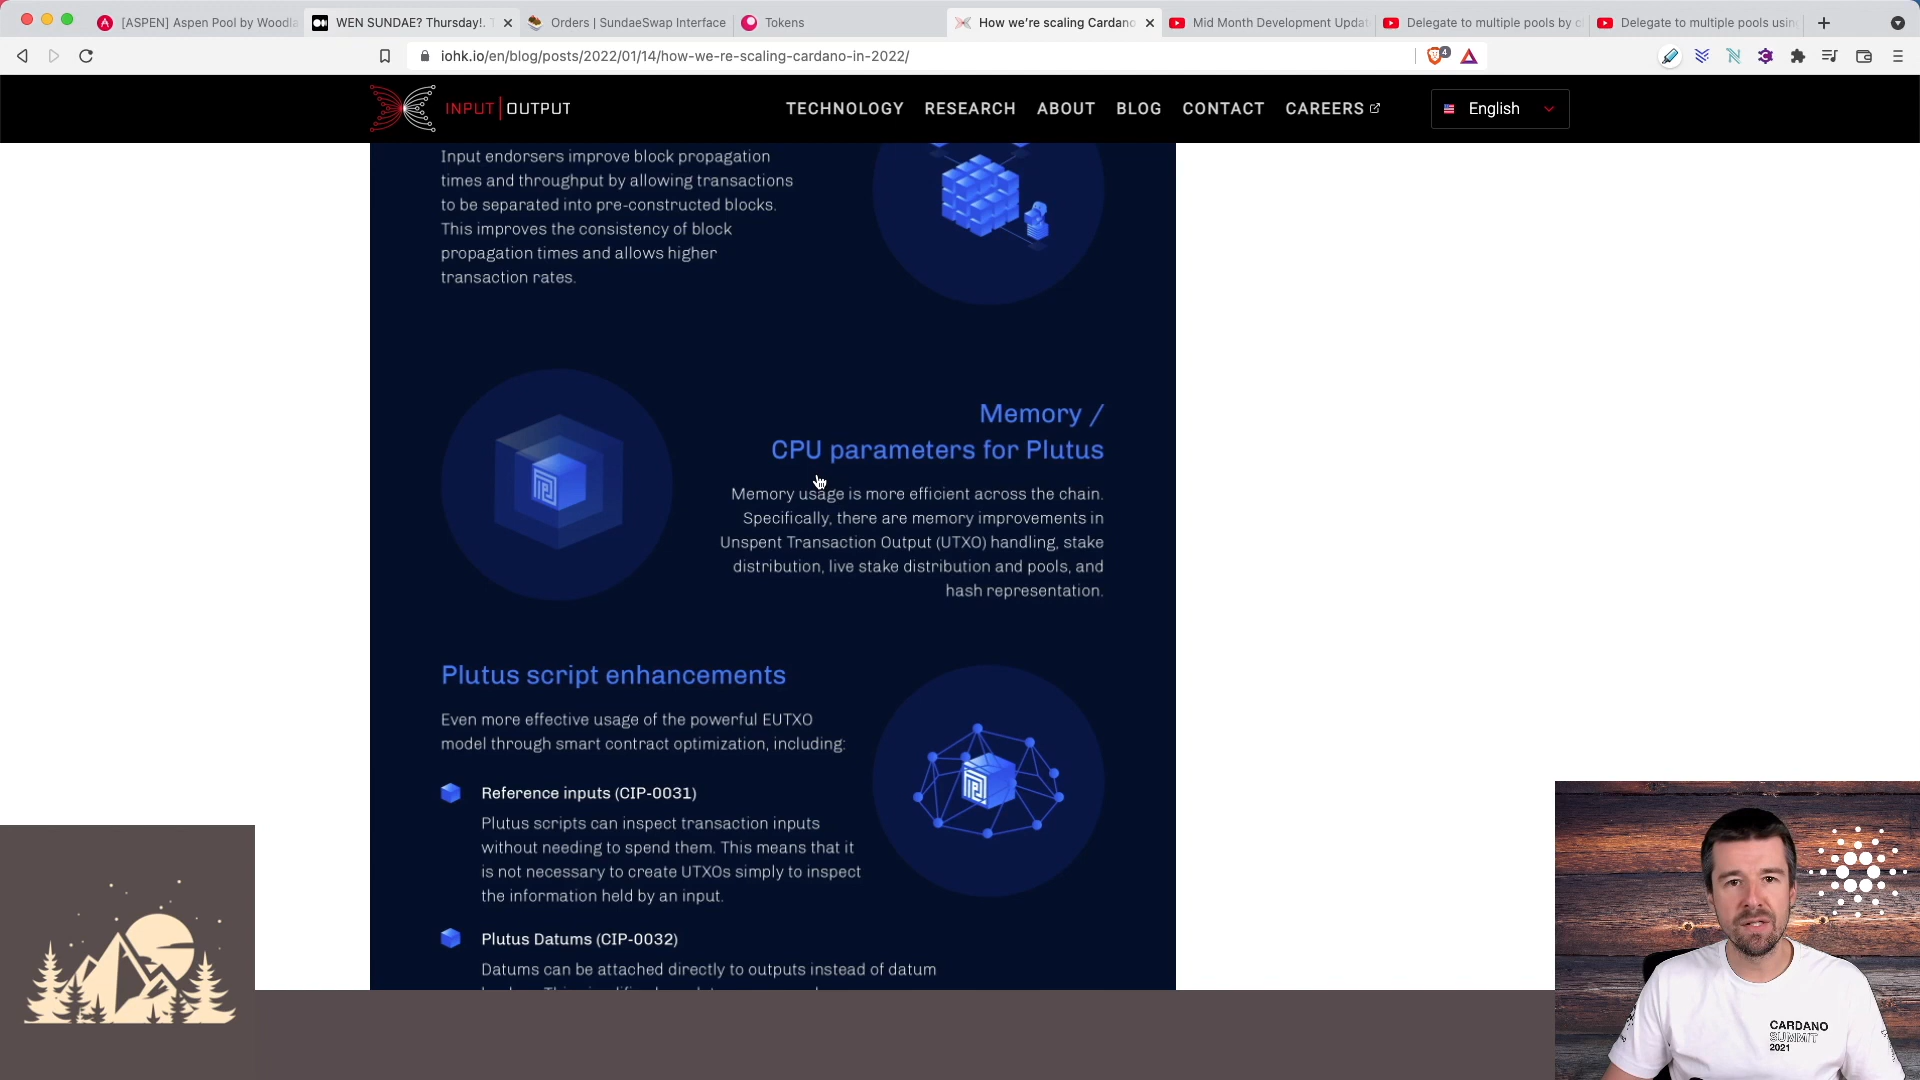 [ASPEN] Aspen Pool by Woodla
WEN SUNDAE? Thursday!.
Orders | SundaeSwap Interface
Tokens
How we're scaling Cardano
Mid Month Development Updat
Delegate to multiple pools by c
Delegate to multiple pools usin
iohk.io/en/blog/posts/2022/01/14/how-we-re-scaling-cardano-in-2022/
4
INPUT | OUTPUT
TECHNOLOGY
RESEARCH
ABOUT
BLOG
CONTACT
CAREERS
English
Input endorsers improve block propagation
times and throughput by allowing transactions
to be separated into pre-constructed blocks.
This improves the consistency of block
propagation times and allows higher
transaction rates.
Memory /
CPU parameters for Plutus
Memory usage is more efficient across the chain.
Specifically, there are memory improvements in
Unspent Transaction Output (UTXO) handling, stake
distribution, live stake distribution and pools, and
hash representation.
Plutus script enhancements
Even more effective usage of the powerful EUTXO
model through smart contract optimization, including:
Reference inputs (CIP-0031)
Plutus scripts can inspect transaction inputs
without needing to spend them. This means that it
is not necessary to create UTXOs simply to inspect
the information held by an input.
Plutus Datums (CIP-0032)
Datums can be attached directly to outputs instead of datum
CARDANO
SUMMIT
2021